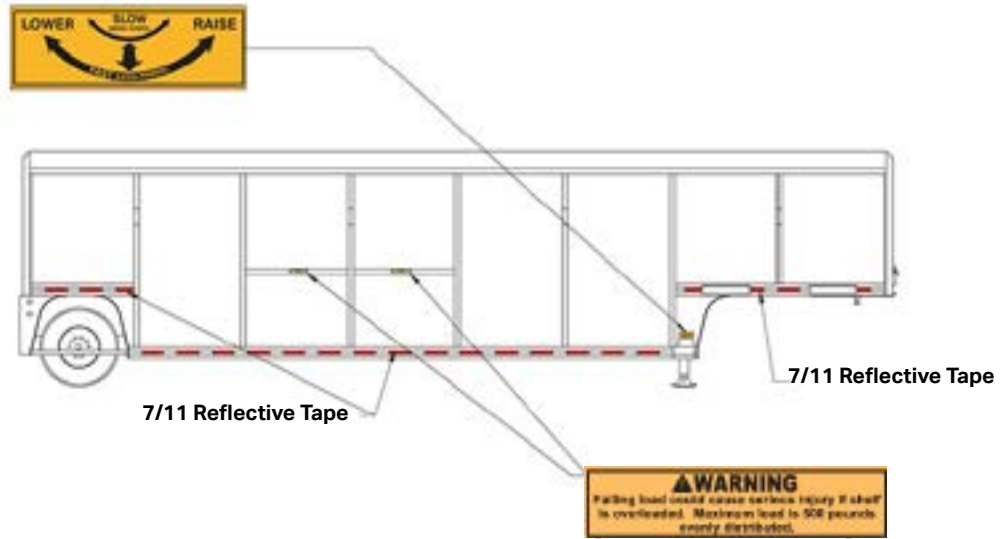 LOWER
SLOW
RAISE
7/11 Reflective Tape
7/11 Reflective Tape
WARNING
Falling load could cause serious injury if shelf
is overloaded. Maximum load is 500 pounds
evenly distributed.